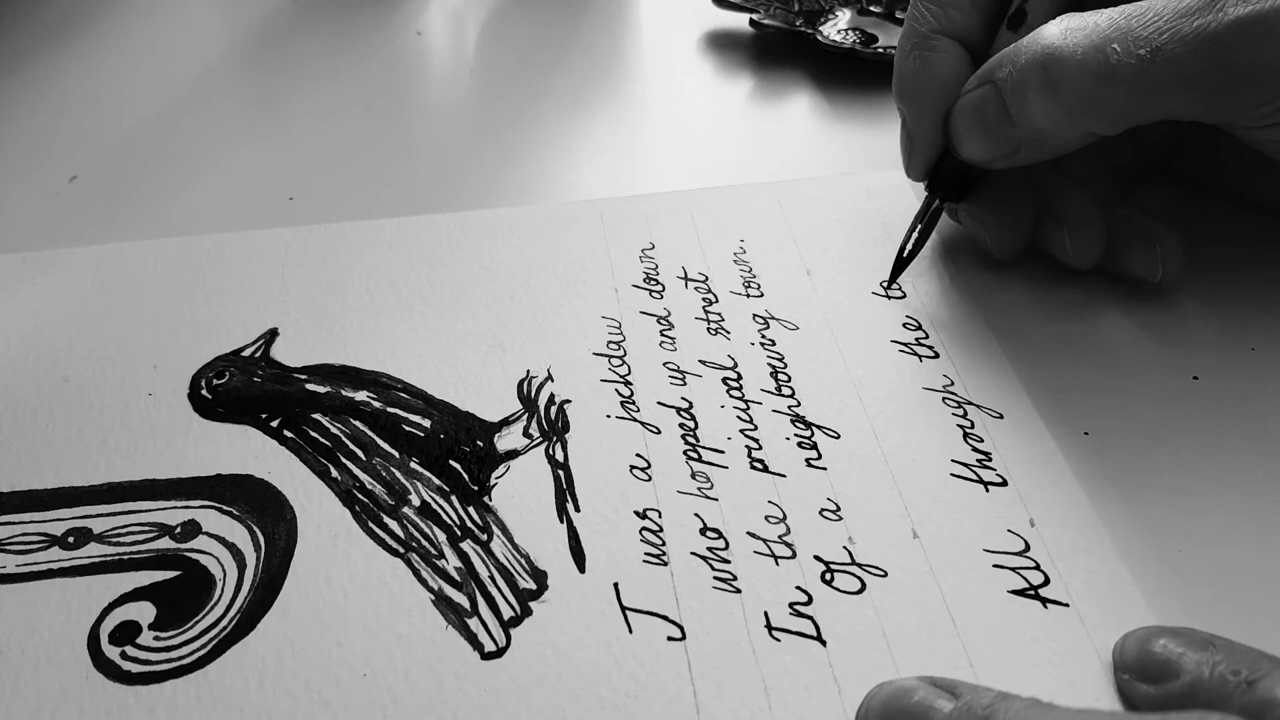 J was a jackdaw
who hopped up and down
In the principal street
Of a neighbouring town.
All through the to